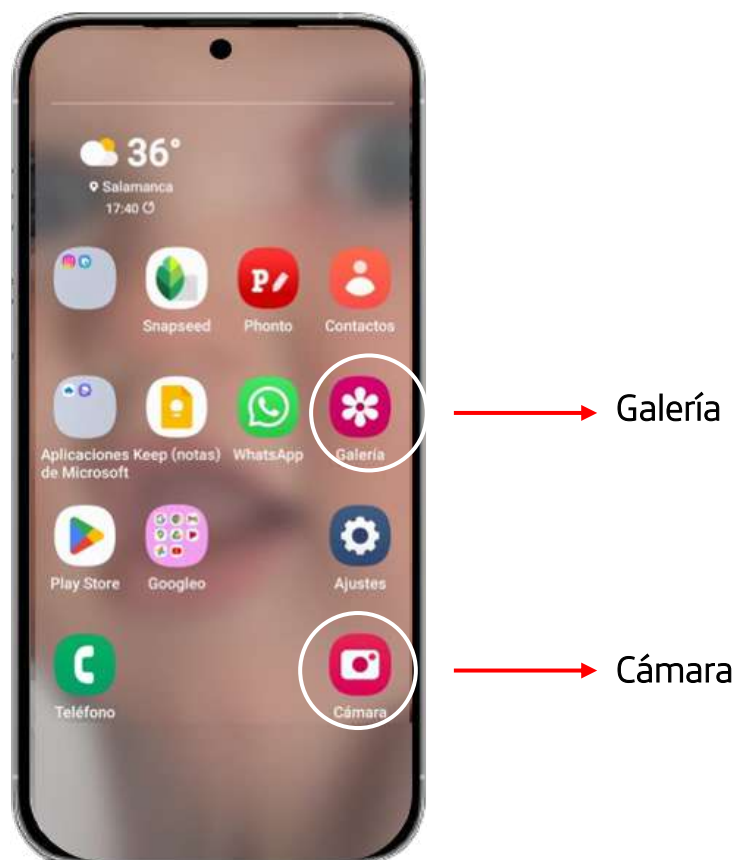 36°
Salamanca
17:40
Snapseed
Phonto
Contactos
Aplicaciones de Microsoft
Keep (notas)
WhatsApp
Galería
Galería
Play Store
Googleo
Ajustes
Teléfono
Cámara
Cámara